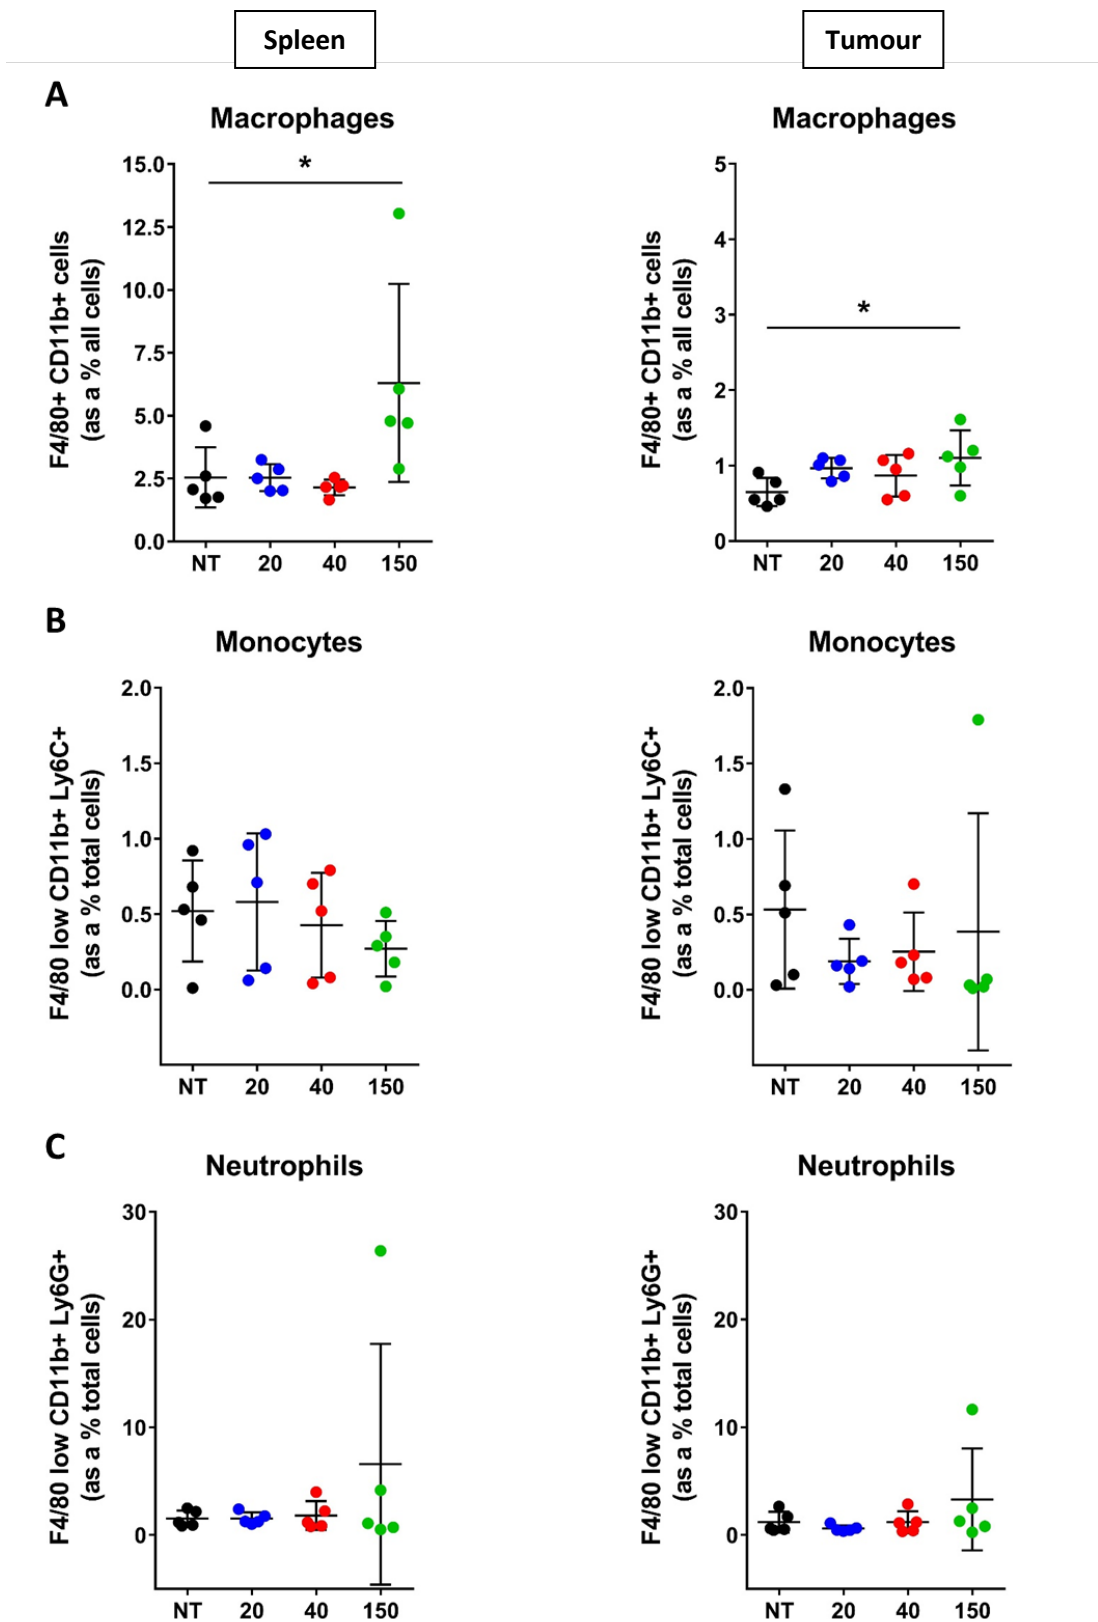 Spleen
Tumour
A
Macrophages
F4/80+ CD11b+ cells
(as a % all cells)
15.0
12.5
10.0
7.5
5.0
2.5
0.0
*
NT 20 40 150
Macrophages
F4/80+ CD11b+ cells
(as a % all cells)
5
4
3
2
1
0
*
NT 20 40 150
B
Monocytes
F4/80 low CD11b+ Ly6C+
(as a % total cells)
2.0
1.5
1.0
0.5
0.0
NT 20 40 150
Monocytes
F4/80 low CD11b+ Ly6C+
(as a % total cells)
2.0
1.5
1.0
0.5
0.0
NT 20 40 150
C
Neutrophils
F4/80 low CD11b+ Ly6G+
(as a % total cells)
30
20
10
0
NT 20 40 150
Neutrophils
F4/80 low CD11b+ Ly6G+
(as a % total cells)
30
20
10
0
NT 20 40 150